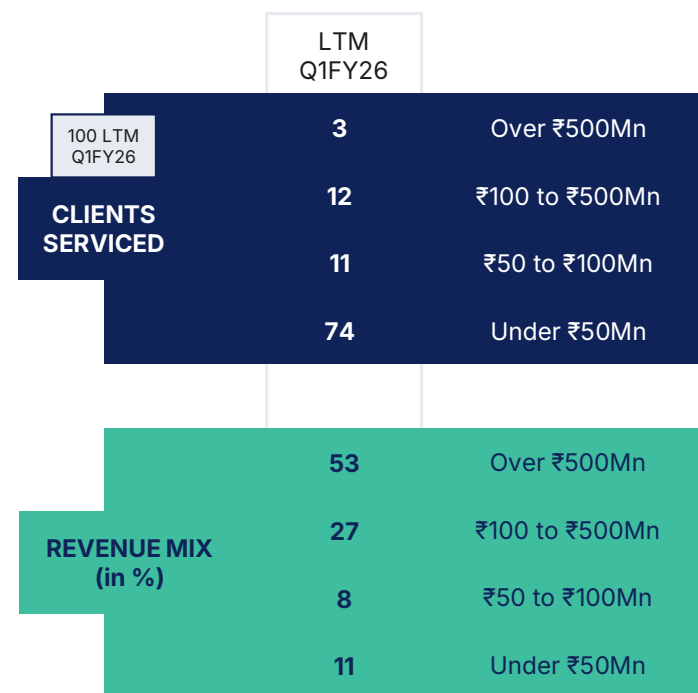 LTM
Q1FY26
100 LTM
Q1FY26
CLIENTS
SERVICED
3 Over ₹500Mn
12 ₹100 to ₹500Mn
11 ₹50 to ₹100Mn
74 Under ₹50Mn
REVENUE MIX
(in %)
53 Over ₹500Mn
27 ₹100 to ₹500Mn
8 ₹50 to ₹100Mn
11 Under ₹50Mn